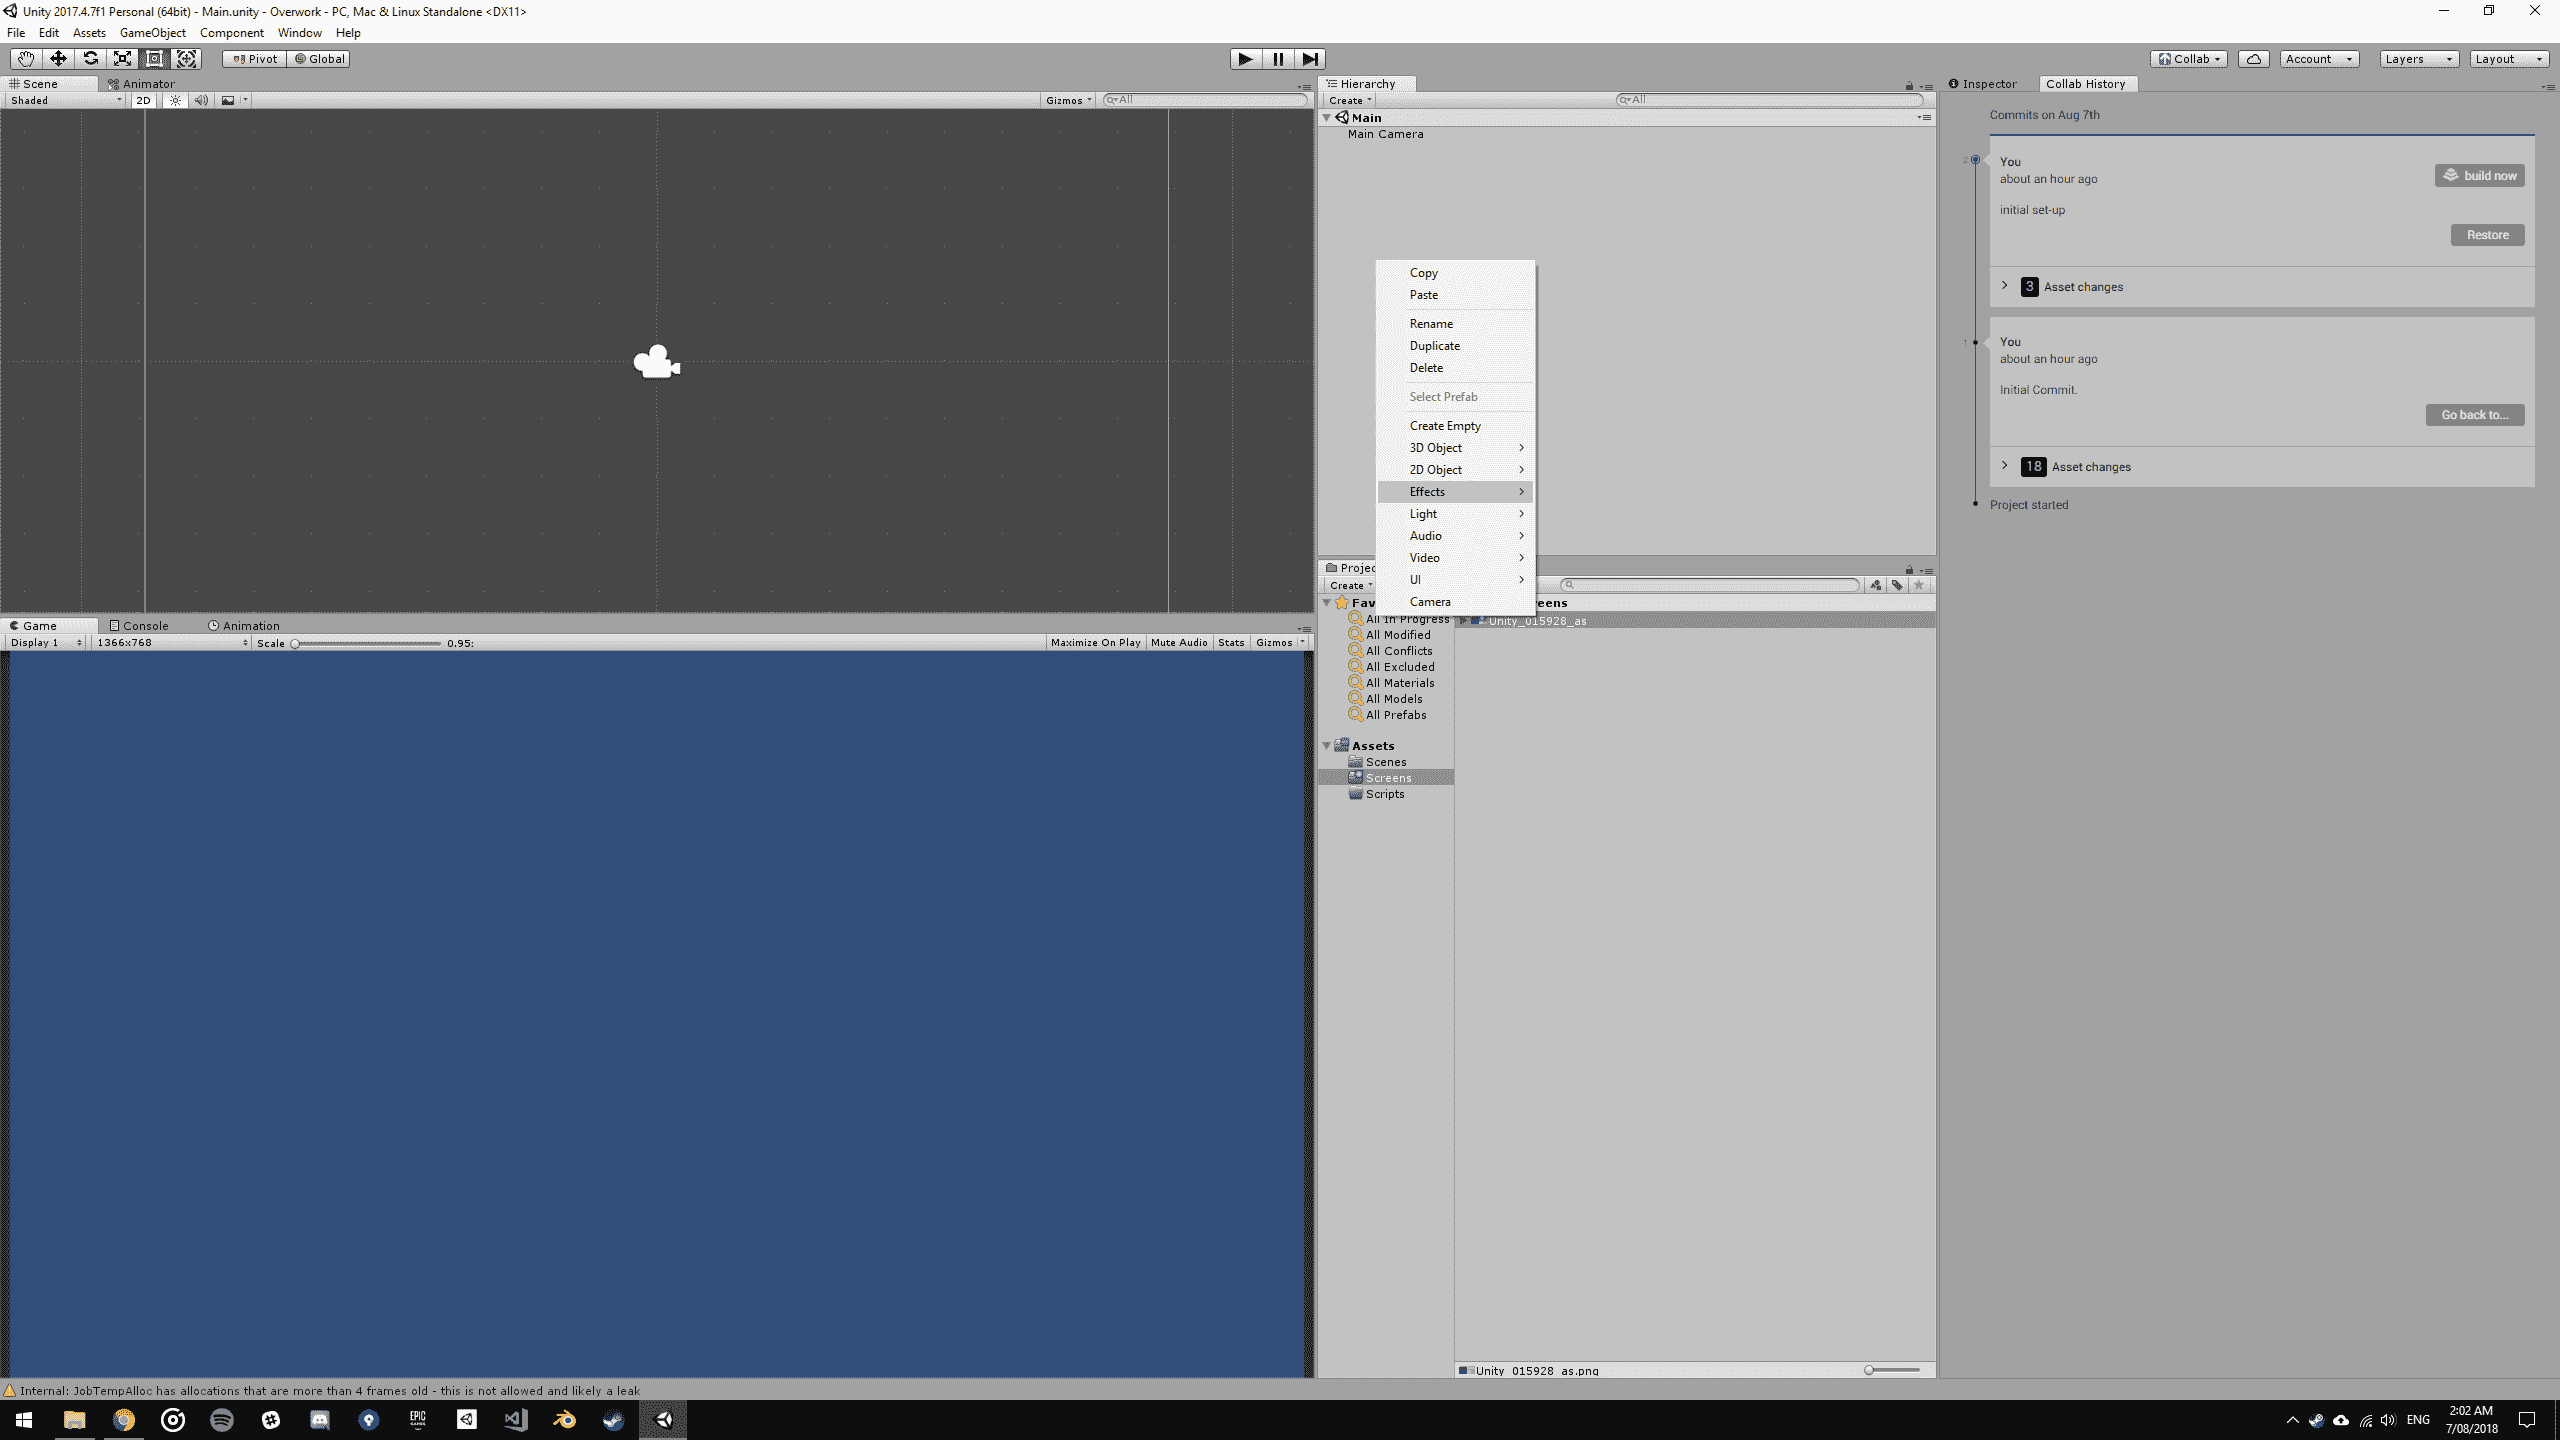 Unity 2017.4.7f1 Personal (64bit) - Main.unity - Overwork - PC, Mac & Linux Standalone <DX11>
File Edit Assets GameObject Component Window Help
Pivot Global
Collab Account Layers Layout
Scene Animator
Shaded 2D Gizmos All
Hierarchy
Create All
Main
Main Camera
Copy
Paste
Rename
Duplicate
Delete
Select Prefab
Create Empty
3D Object
2D Object
Effects
Light
Audio
Video
UI
Camera
Inspector Collab History
Commits on Aug 7th
2
You
about an hour ago
build now
initial set-up
Restore
3 Asset changes
1
You
about an hour ago
Initial Commit.
Go back to...
18 Asset changes
Project started
Game Console Animation
Display 1 1366x768 Scale 0.95: Maximize On Play Mute Audio Stats Gizmos
Projec
Create
Fav
All In Progress
All Modified
All Conflicts
All Excluded
All Materials
All Models
All Prefabs
Assets
Scenes
Screens
Scripts
eens
Unity_015928_as
Unity_015928_as.png
Internal: JobTempAlloc has allocations that are more than 4 frames old - this is not allowed and likely a leak
EPIC
GAMES
ENG
2:02 AM
7/08/2018